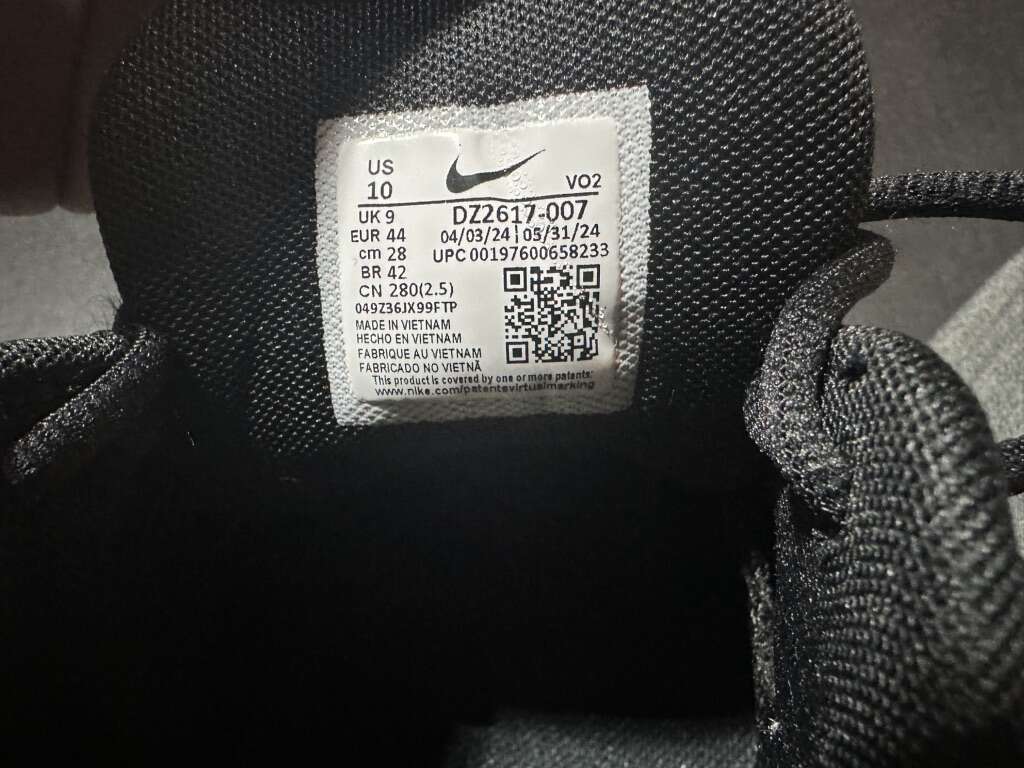 US
10
VO2
UK 9
DZ2617-007
EUR 44
04/03/24 | 05/31/24
cm 28
UPC 00197600658233
BR 42
CN 280(2.5)
049Z36JX99FTP
MADE IN VIETNAM
HECHO EN VIETNAM
FABRIQUE AU VIETNAM
FABRICADO NO VIETNÃ
This product is covered by one or more patents:
www.nike.com/patentsvirtualmarking